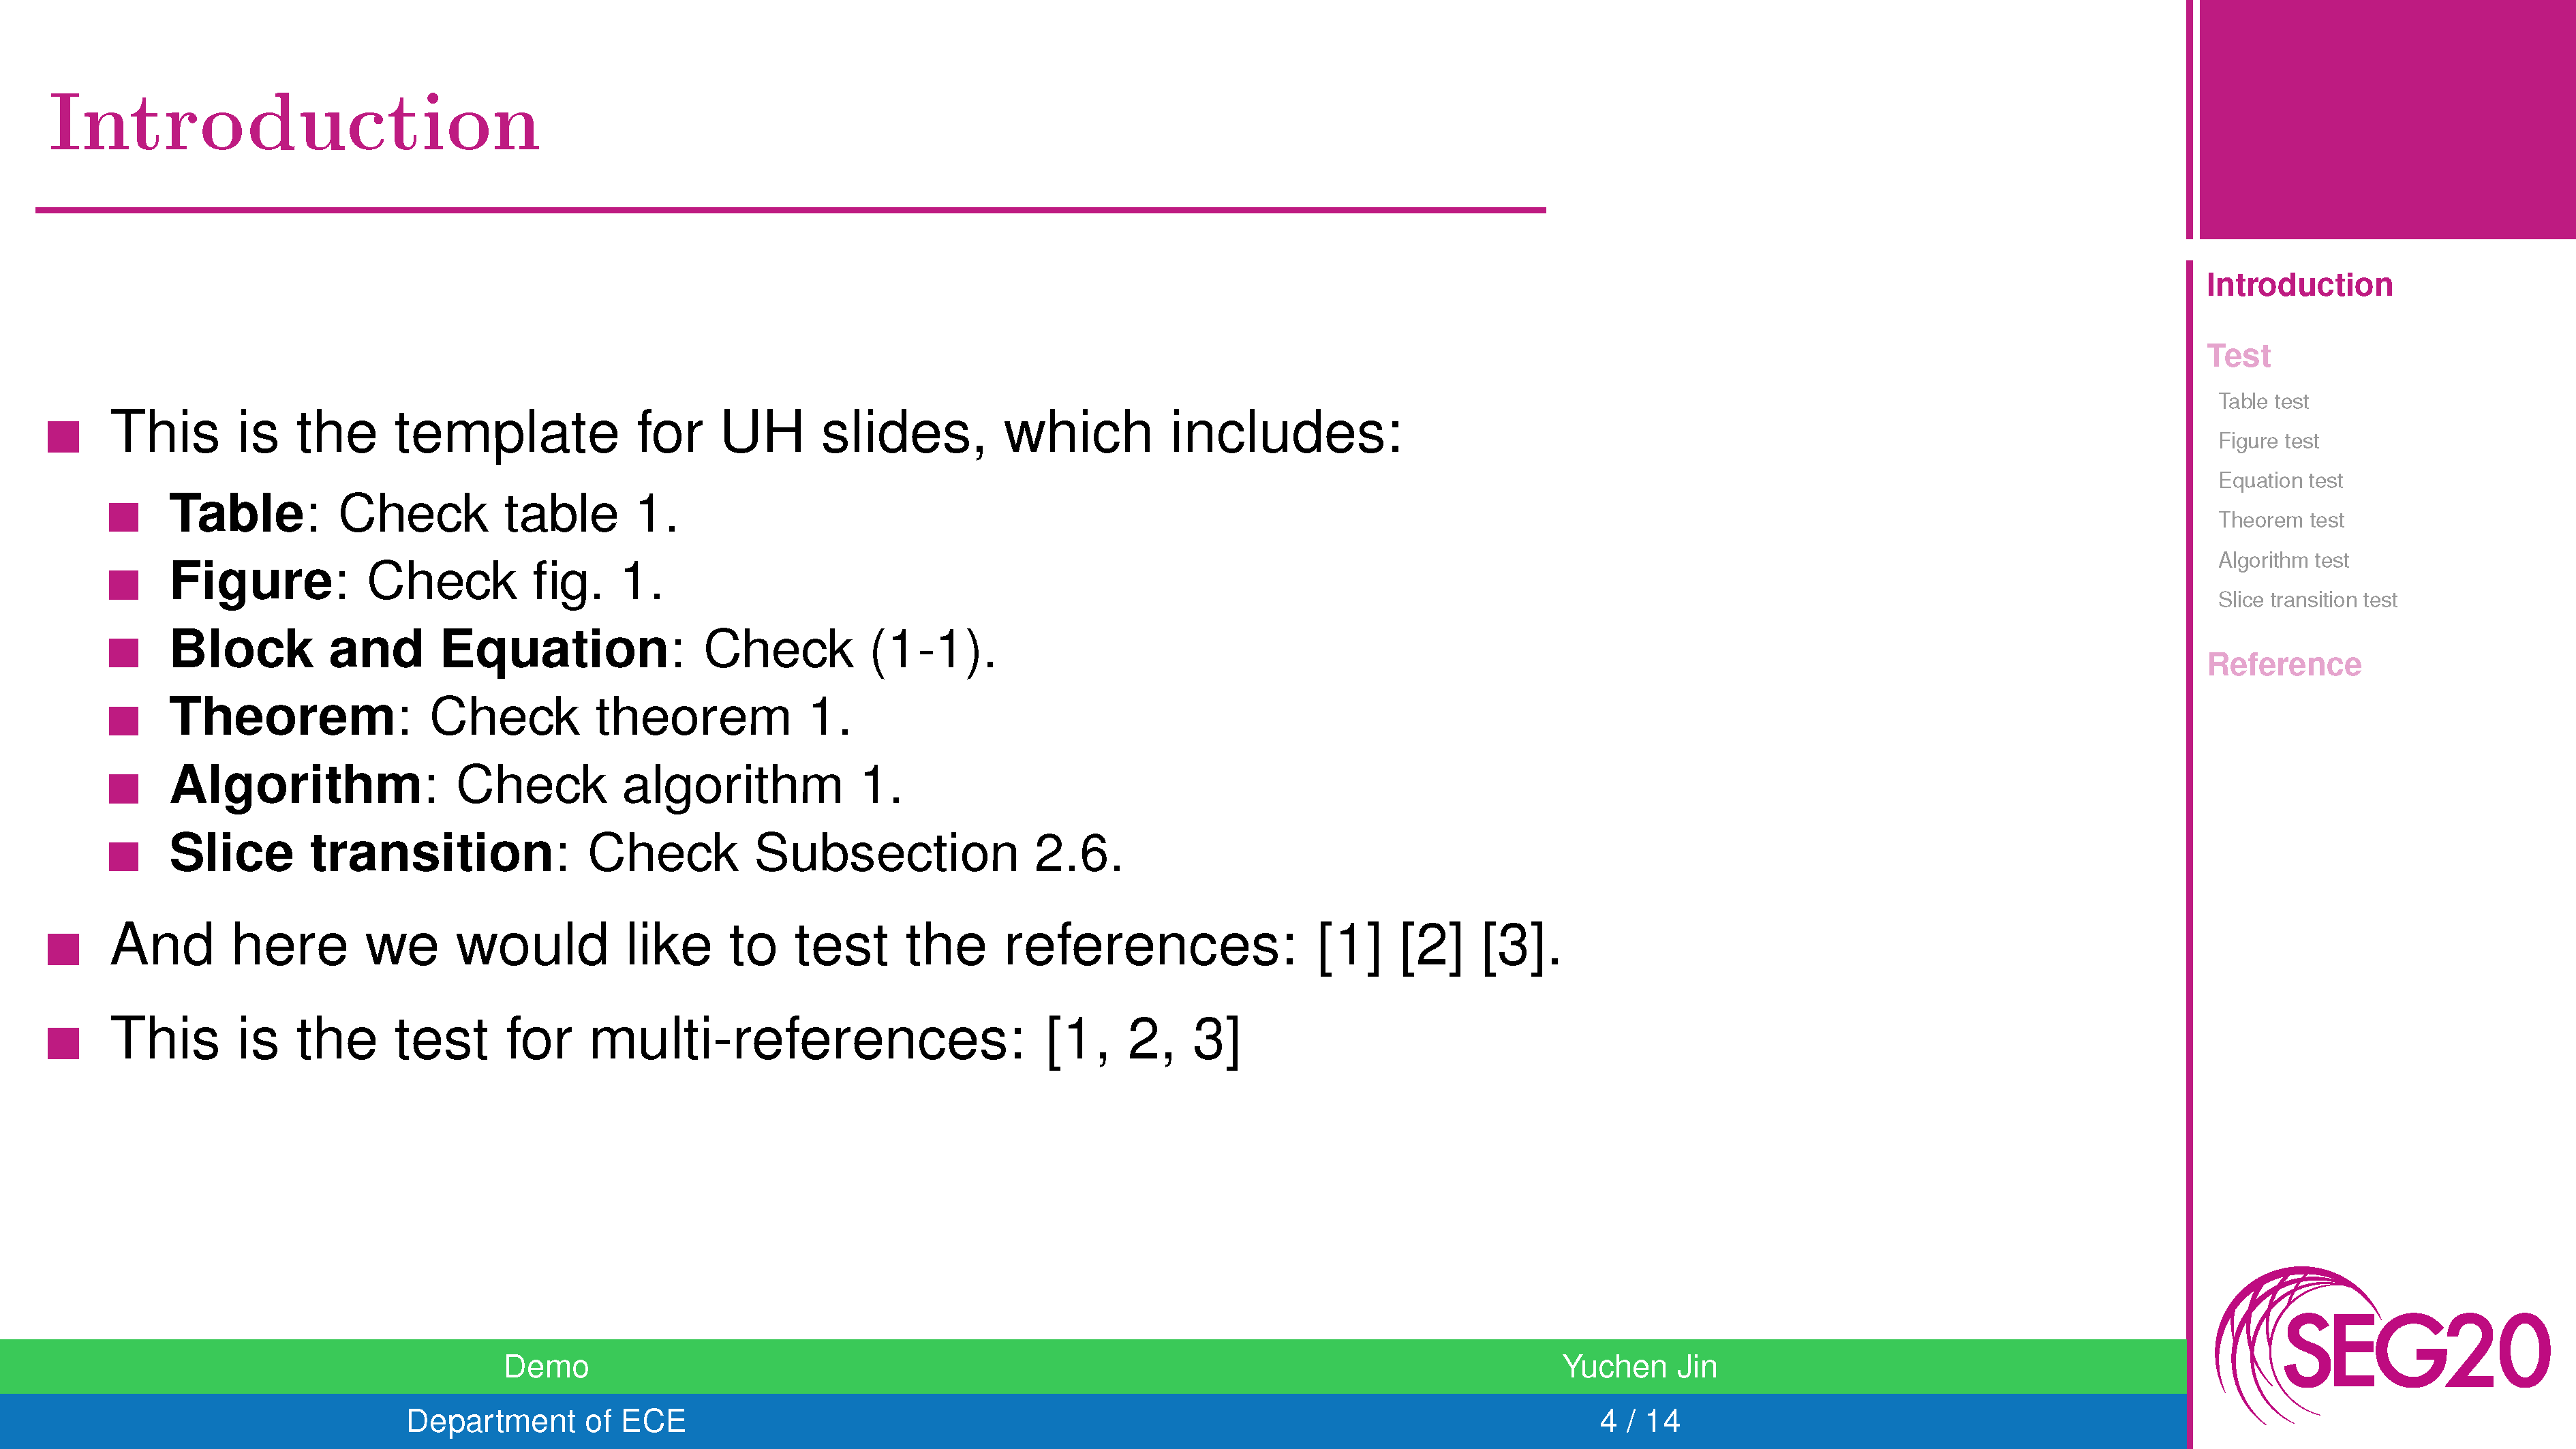 Introduction
This is the template for UH slides, which includes:
Table: Check table 1.
Figure: Check fig. 1.
Block and Equation: Check (1-1).
Theorem: Check theorem 1.
Algorithm: Check algorithm 1.
Slice transition: Check Subsection 2.6.
And here we would like to test the references: [1] [2] [3].
This is the test for multi-references: [1, 2, 3]
Introduction
Test
Table test
Figure test
Equation test
Theorem test
Algorithm test
Slice transition test
Reference
SEG20
Demo
Yuchen Jin
Department of ECE
4 / 14